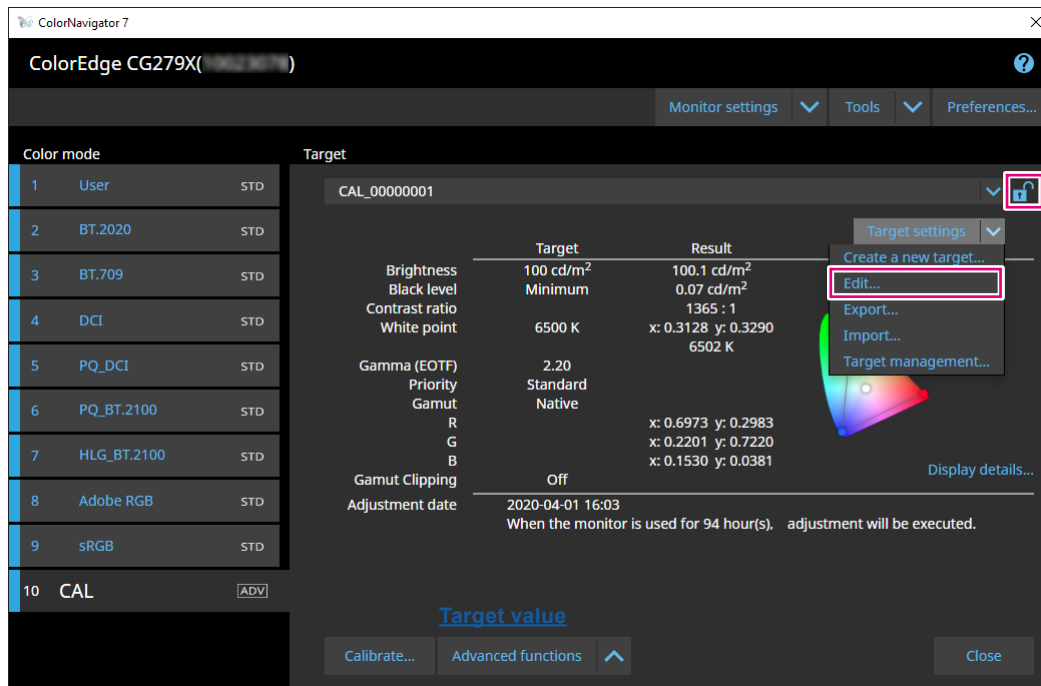 ColorNavigator 7
ColorEdge CG279X( )
Monitor settings Tools Preferences...
Color mode
Target
1 User STD
2 BT.2020 STD
3 BT.709 STD
4 DCI STD
5 PQ_DCI STD
6 PQ_BT.2100 STD
7 HLG_BT.2100 STD
8 Adobe RGB STD
9 sRGB STD
10 CAL ADV
CAL_00000001
Target settings
Create a new target...
Edit...
Export...
Import...
Target management...
Target Result
Brightness 100 cd/m2 100.1 cd/m2
Black level Minimum 0.07 cd/m2
Contrast ratio 1365 : 1
White point 6500 K x: 0.3128 y: 0.3290
6502 K
Gamma (EOTF) 2.20
Priority Standard
Gamut Native
R x: 0.6973 y: 0.2983
G x: 0.2201 y: 0.7220
B x: 0.1530 y: 0.0381
Gamut Clipping Off
Display details...
Adjustment date 2020-04-01 16:03
When the monitor is used for 94 hour(s), adjustment will be executed.
Target value
Calibrate... Advanced functions Close